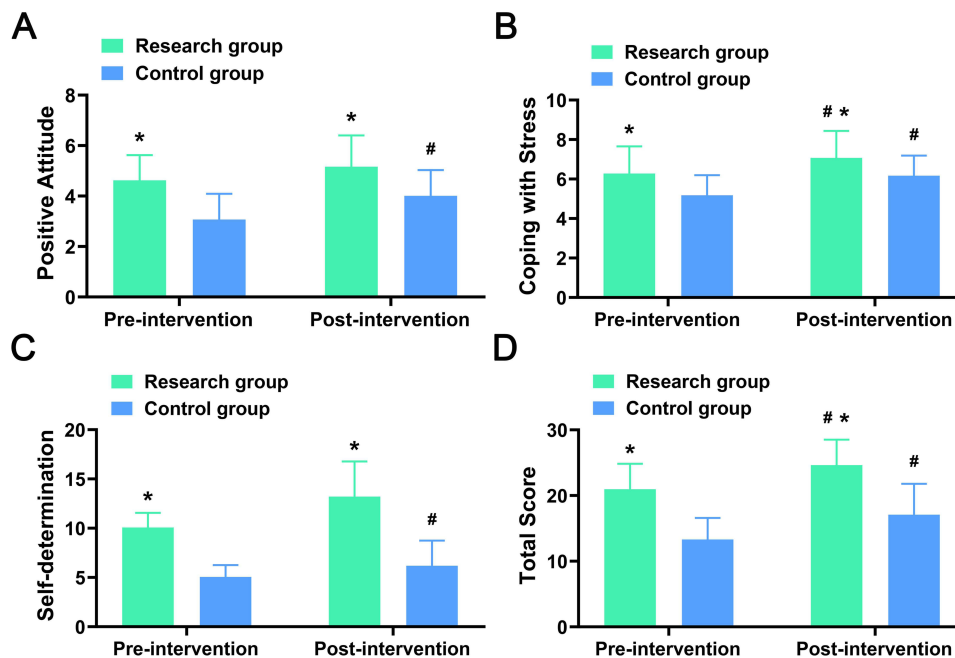 A
Research group
Control group
Positive Attitude
8
6
4
2
0
*
*
#
Pre-intervention
Post-intervention
B
Research group
Control group
Coping with Stress
10
8
6
4
2
0
*
# *
#
Pre-intervention
Post-intervention
C
Research group
Control group
Self-determination
20
15
10
5
0
*
*
#
Pre-intervention
Post-intervention
D
Research group
Control group
Total Score
30
20
10
0
*
# *
#
Pre-intervention
Post-intervention